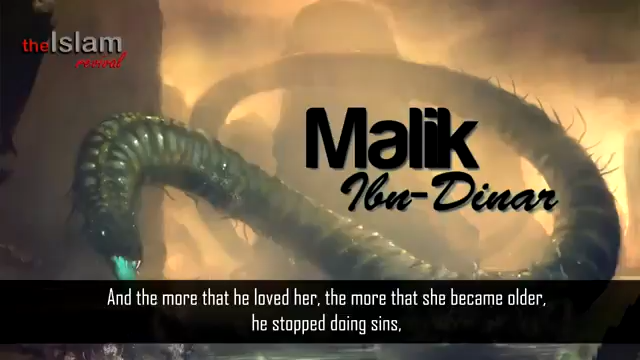 theIslam
renewal
Malik
Ibn-Dinar
And the more that he loved her, the more that she became older,
he stopped doing sins,